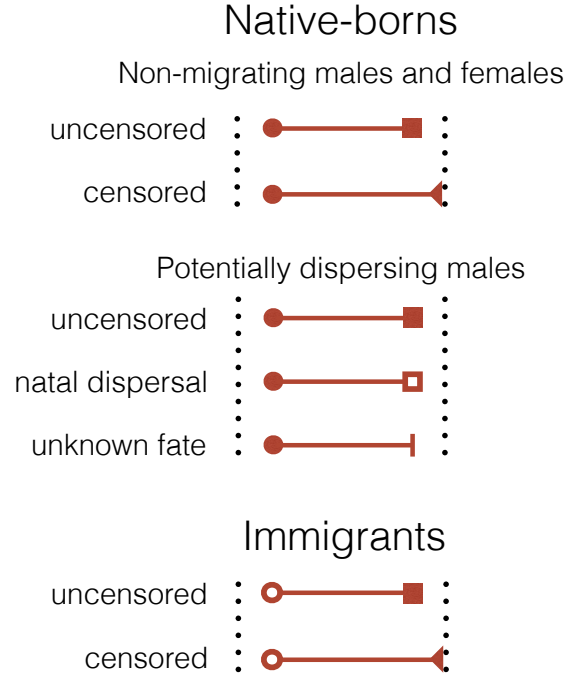 Native-borns
Non-migrating males and females
uncensored
censored
Potentially dispersing males
uncensored
natal dispersal
unknown fate
Immigrants
uncensored
censored